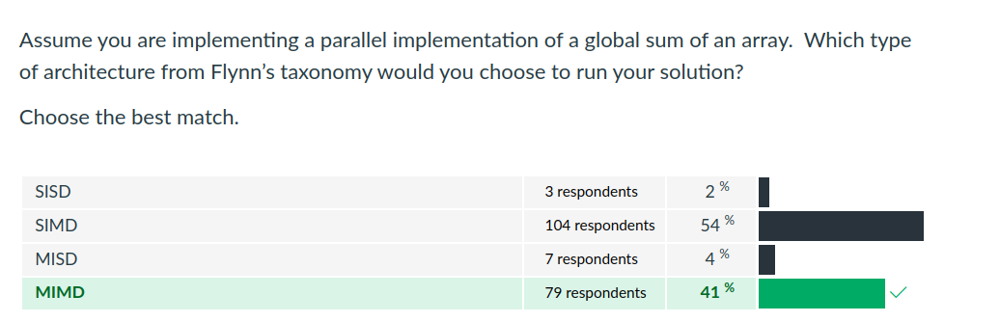 Assume you are implementing a parallel implementation of a global sum of an array.  Which type
of architecture from Flynn’s taxonomy would you choose to run your solution?
Choose the best match.
SISD 3 respondents 2 %
SIMD 104 respondents 54 %
MISD 7 respondents 4 %
MIMD 79 respondents 41 %